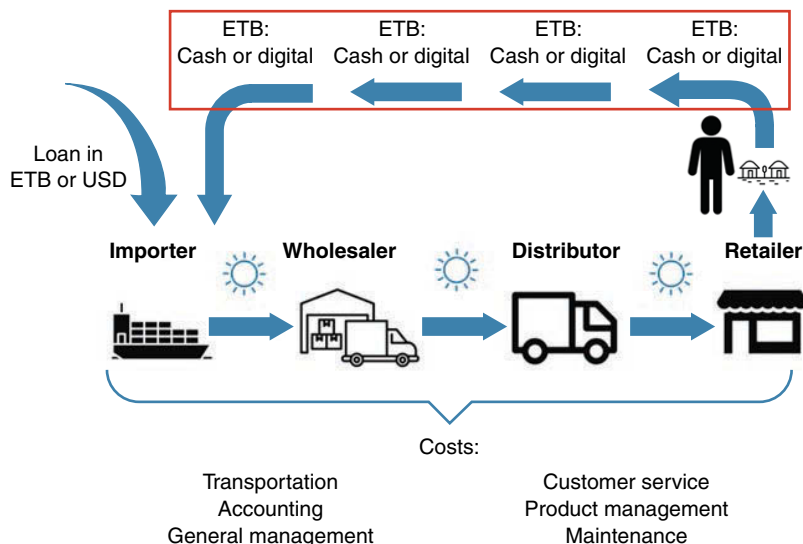 ETB:
Cash or digital
ETB:
Cash or digital
ETB:
Cash or digital
ETB:
Cash or digital
Loan in
ETB or USD
Importer
Wholesaler
Distributor
Retailer
Costs:
Transportation
Accounting
General management
Customer service
Product management
Maintenance